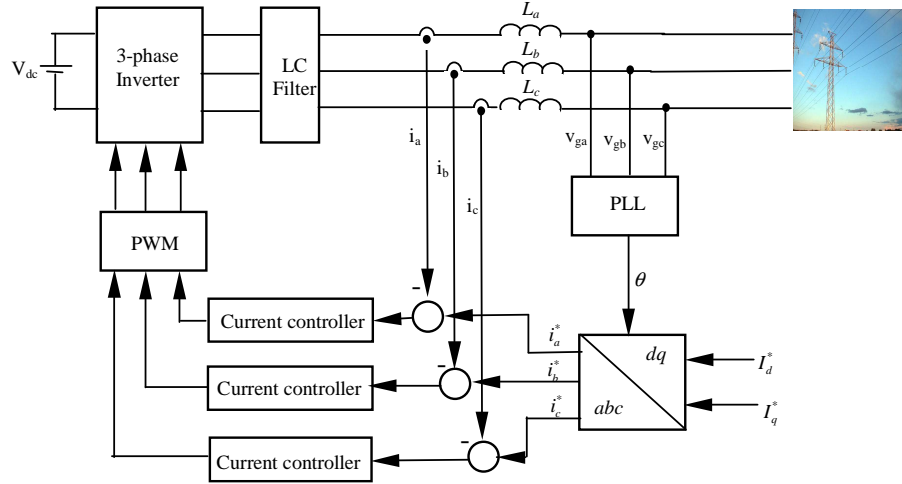 L_a
3-phase
Inverter
LC
Filter
V_dc
L_b
L_c
i_a
i_b
i_c
v_ga
v_gb
v_gc
PLL
PWM
θ
-
Current controller
i_a^*
dq
I_d^*
-
Current controller
i_b^*
abc
I_q^*
i_c^*
-
Current controller